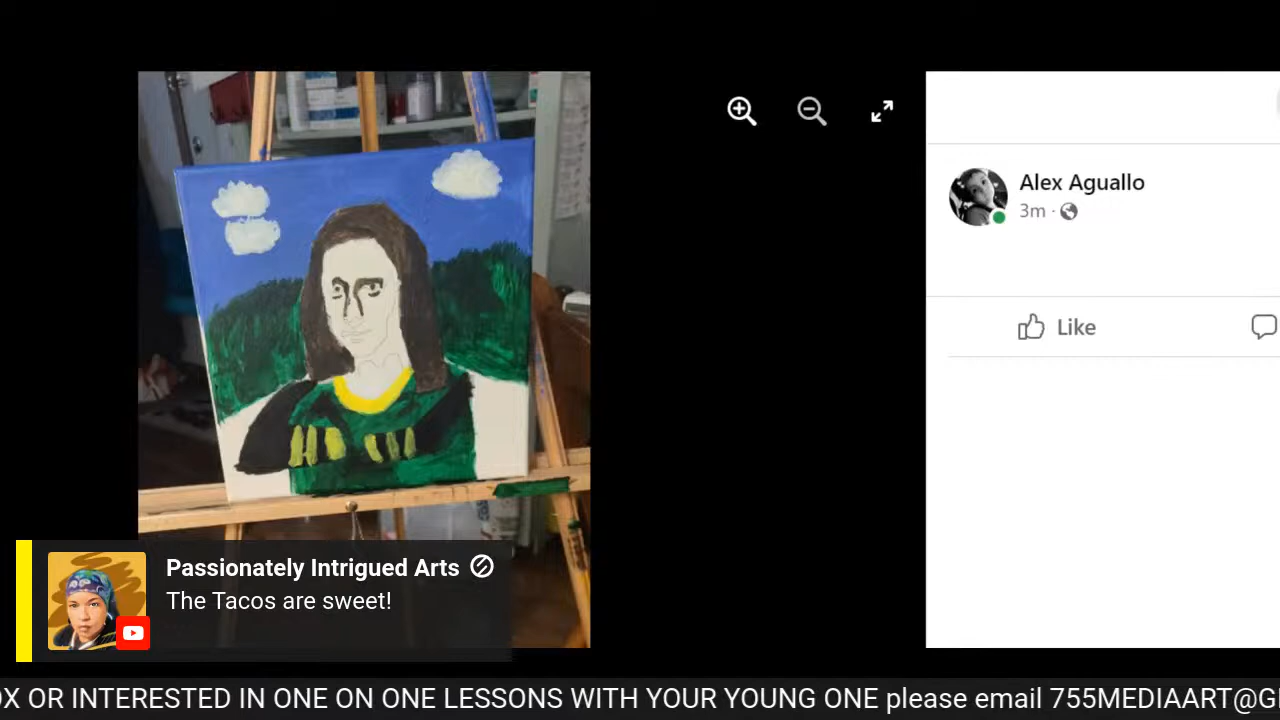 Alex Aguallo
3m ·
Like
Passionately Intrigued Arts
The Tacos are sweet!
OX OR INTERESTED IN ONE ON ONE LESSONS WITH YOUR YOUNG ONE please email 755MEDIAART@G